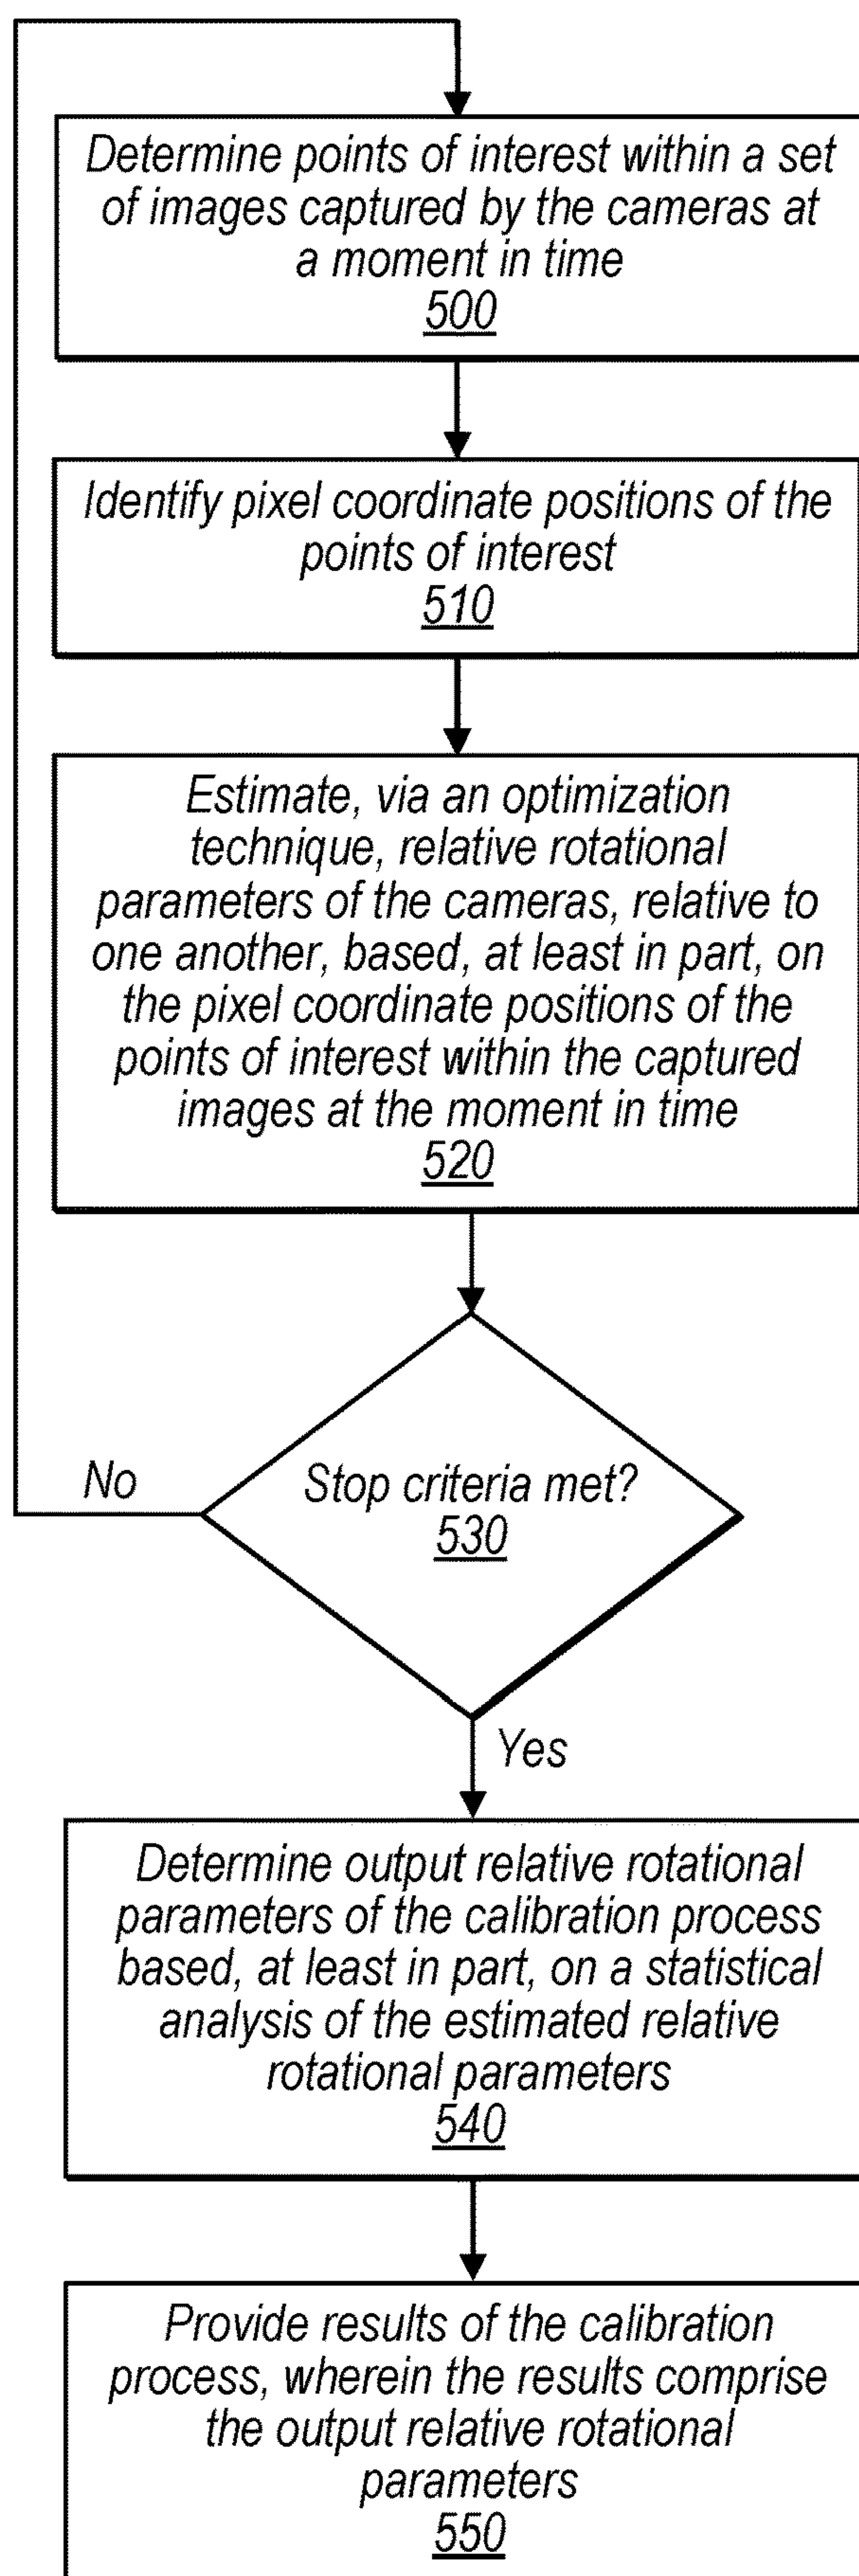 Determine points of interest within a set
of images captured by the cameras at
a moment in time
500
Identify pixel coordinate positions of the
points of interest
510
Estimate, via an optimization
technique, relative rotational
parameters of the cameras, relative to
one another, based, at least in part, on
the pixel coordinate positions of the
points of interest within the captured
images at the moment in time
520
Stop criteria met?
530
No
Yes
Determine output relative rotational
parameters of the calibration process
based, at least in part, on a statistical
analysis of the estimated relative
rotational parameters
540
Provide results of the calibration
process, wherein the results comprise
the output relative rotational
parameters
550